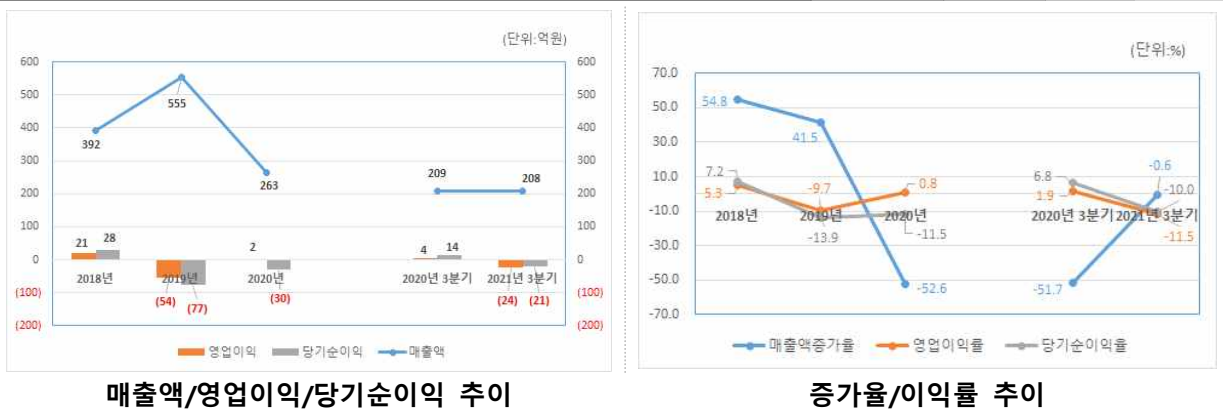 (단위:억원)
600
500
400
300
200
100
0
(100)
(200)
600
500
400
300
200
100
0
(100)
(200)
392
555
263
209
208
21
28
2
4
14
(54)
(77)
(30)
(24)
(21)
2018년
2019년
2020년
2020년 3분기
2021년 3분기
영업이익
당기순이익
매출액
매출액/영업이익/당기순이익 추이
(단위:%)
70.0
50.0
30.0
10.0
-10.0
-30.0
-50.0
-70.0
54.8
41.5
-52.6
-51.7
-0.6
7.2
5.3
-9.7
-13.9
0.8
-11.5
6.8
1.9
-10.0
-11.5
2018년
2019년
2020년
2020년 3분기
2021년 3분기
매출액증가율
영업이익률
당기순이익률
증가율/이익률 추이